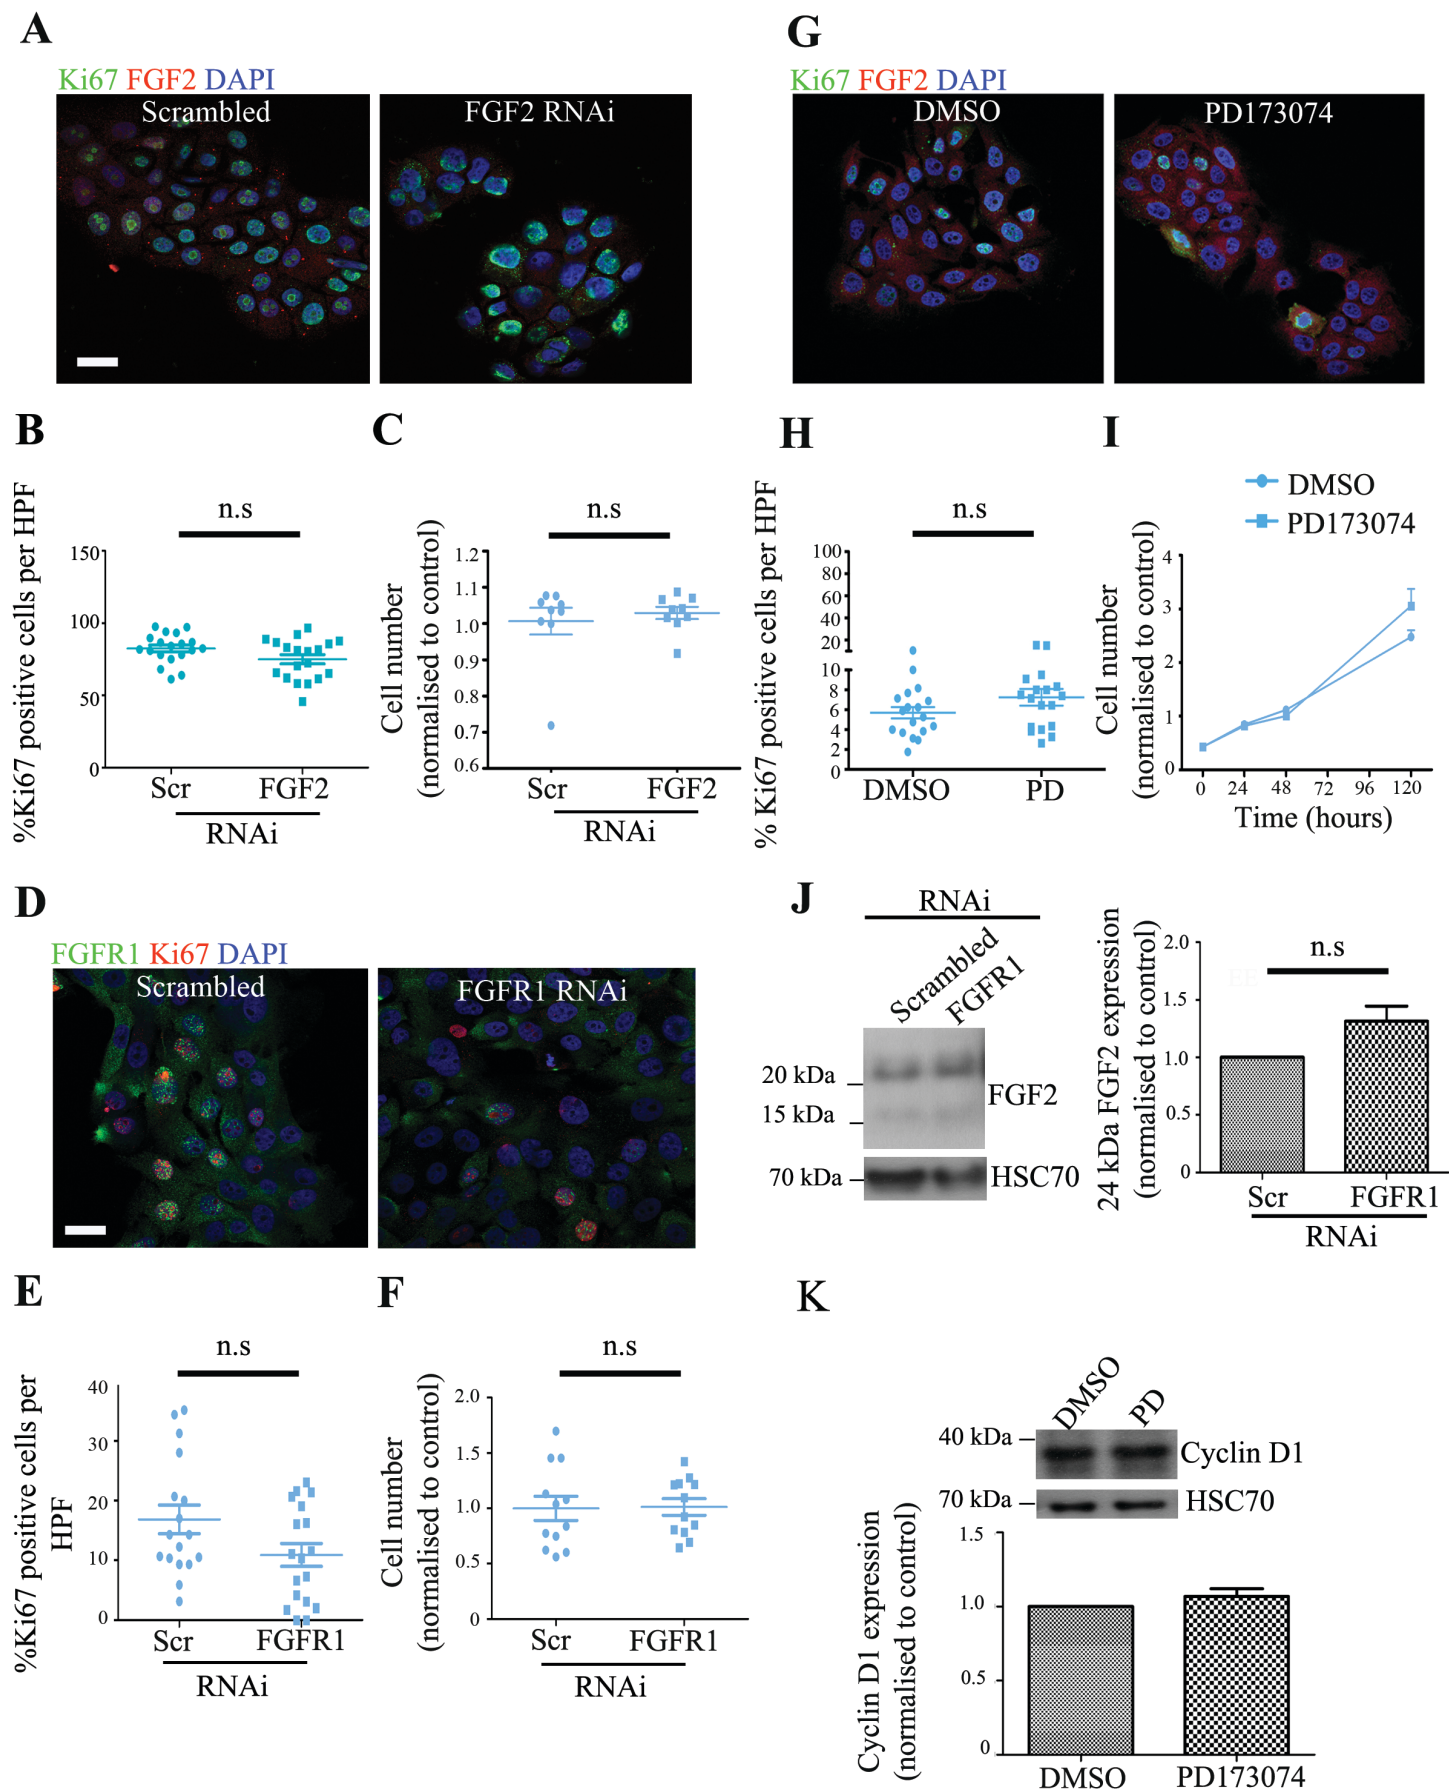 A
Ki67 FGF2 DAPI
Scrambled
FGF2 RNAi
B
%Ki67 positive cells per HPF
n.s
150
100
50
0
Scr
FGF2
RNAi
C
Cell number
(normalised to control)
n.s
1.2
1.1
1.0
0.9
0.8
0.7
0.6
Scr
FGF2
RNAi
D
FGFR1 Ki67 DAPI
Scrambled
FGFR1 RNAi
E
%Ki67 positive cells per
HPF
n.s
40
30
20
10
0
Scr
FGFR1
RNAi
F
Cell number
(normalised to control)
n.s
2.0
1.5
1.0
0.5
0
Scr
FGFR1
RNAi
G
Ki67 FGF2 DAPI
DMSO
PD173074
H
% Ki67 positive cells per HPF
n.s
100
80
60
40
20
10
8
6
4
2
0
DMSO
PD
I
DMSO
PD173074
Cell number
(normalised to control)
4
3
2
1
0
0 24 48 72 96 120
Time (hours)
J
RNAi
Scrambled
FGFR1
20 kDa
15 kDa
FGF2
70 kDa
HSC70
24 kDa FGF2 expression
(normalised to control)
n.s
2.0
1.5
1.0
0.5
0
Scr
FGFR1
RNAi
K
DMSO
PD
40 kDa
Cyclin D1
70 kDa
HSC70
Cyclin D1 expression
(normalised to control)
1.5
1.0
0.5
0
DMSO
PD173074